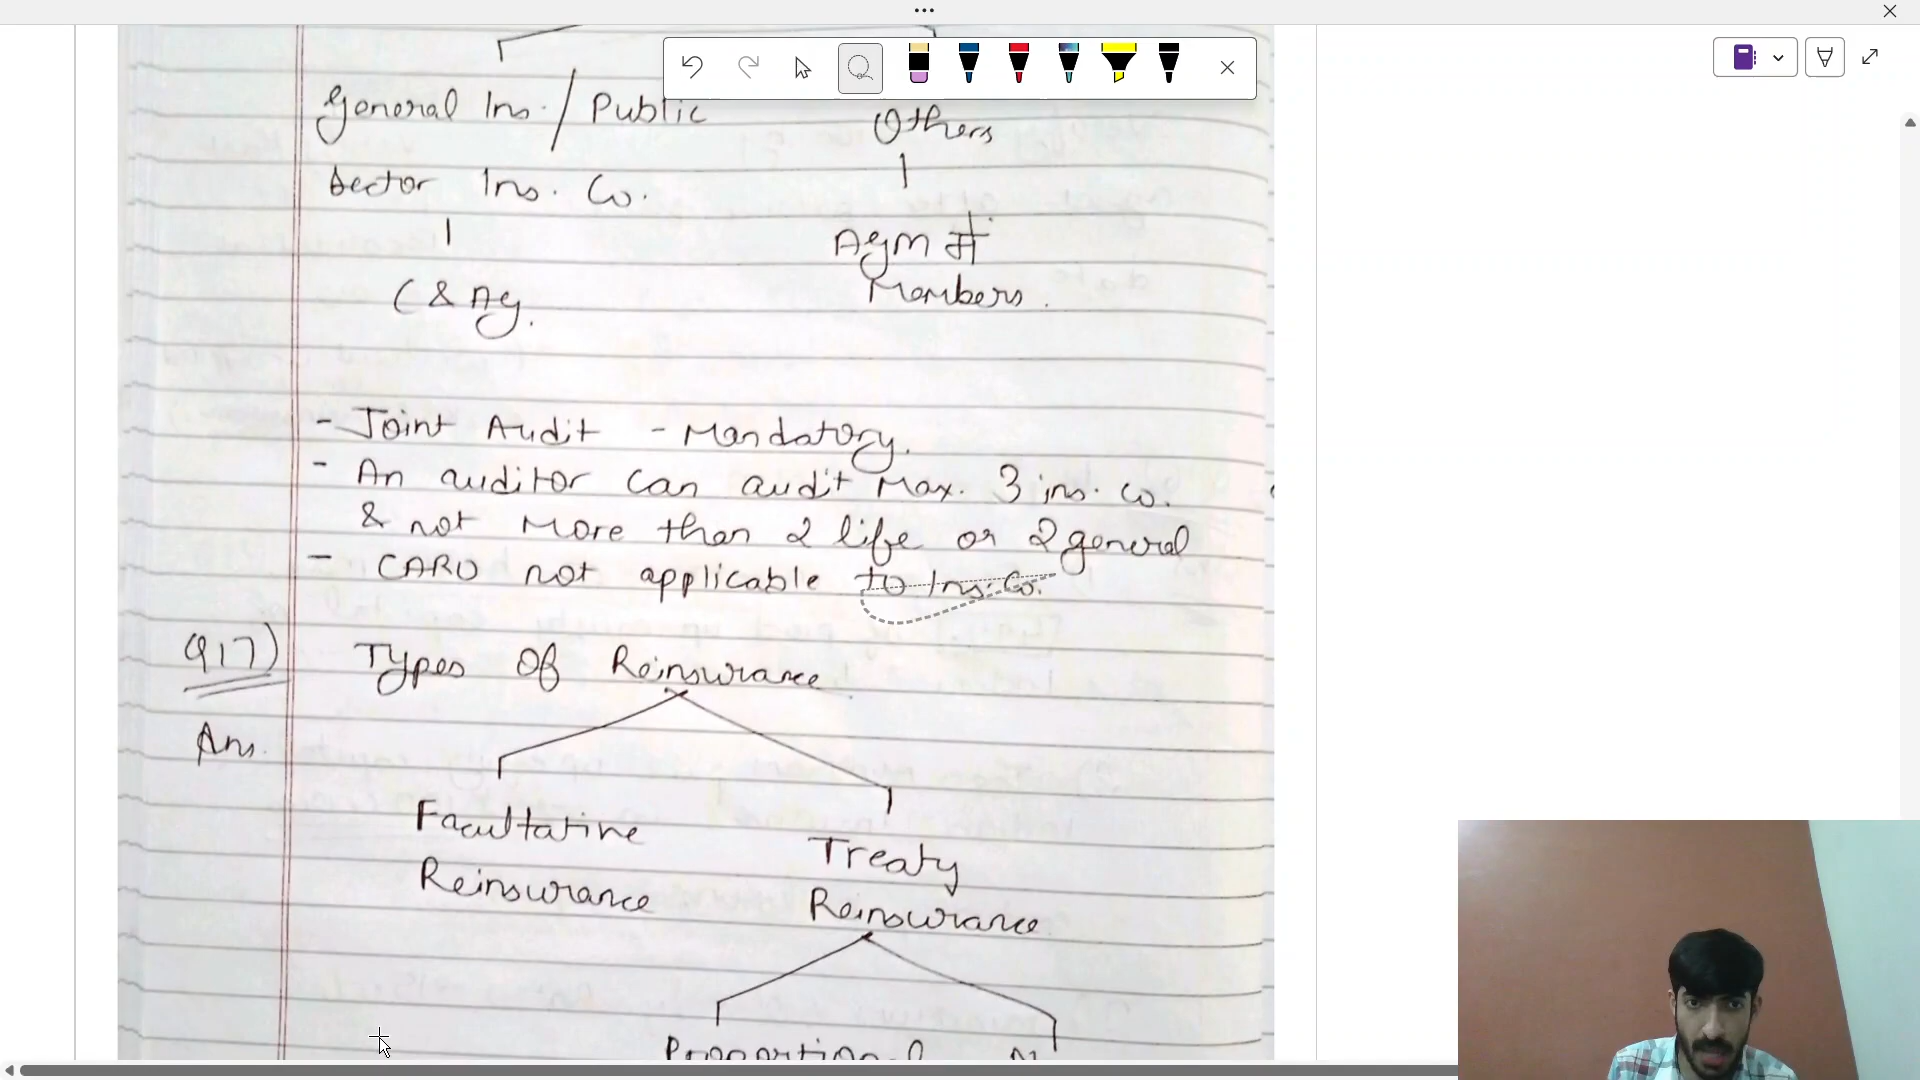 General Ins. / Public
Others
Sector Ins. Co.
AGM #
Members.
C & AG.
- Joint Audit - Mandatory.
- An auditor can audit Max. 3 ins. co.
& not more than 2 life or 2 general
- CARO not applicable to Ins. Co.
Q17) Types Of Reinsurance
Ans.
Facultative
Reinsurance
Treaty
Reinsurance
Proportional